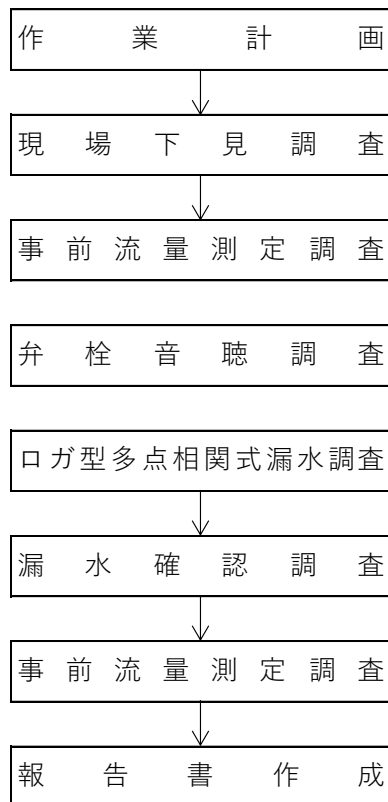 作業計画
現場下見調査
事前流量測定調査
弁栓音聴調査
ロガ型多点相関式漏水調査
漏水確認調査
事前流量測定調査
報告書作成